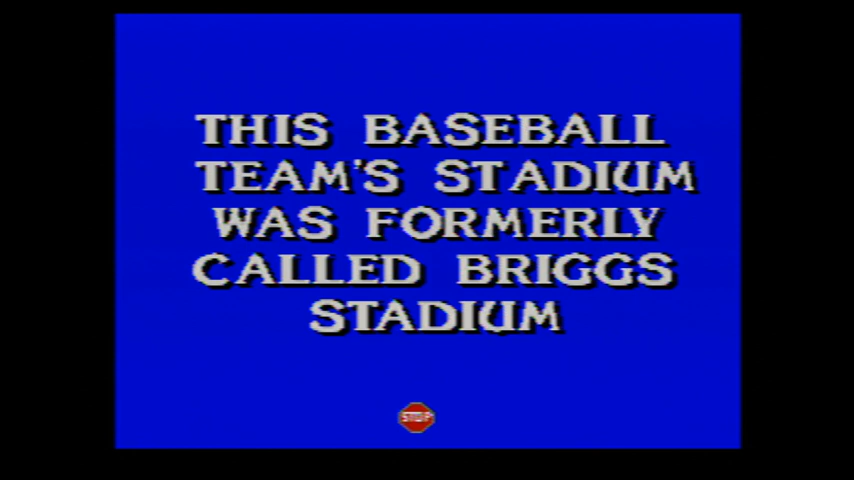 THIS BASEBALL
TEAM'S STADIUM
WAS FORMERLY
CALLED BRIGGS
STADIUM
STOP